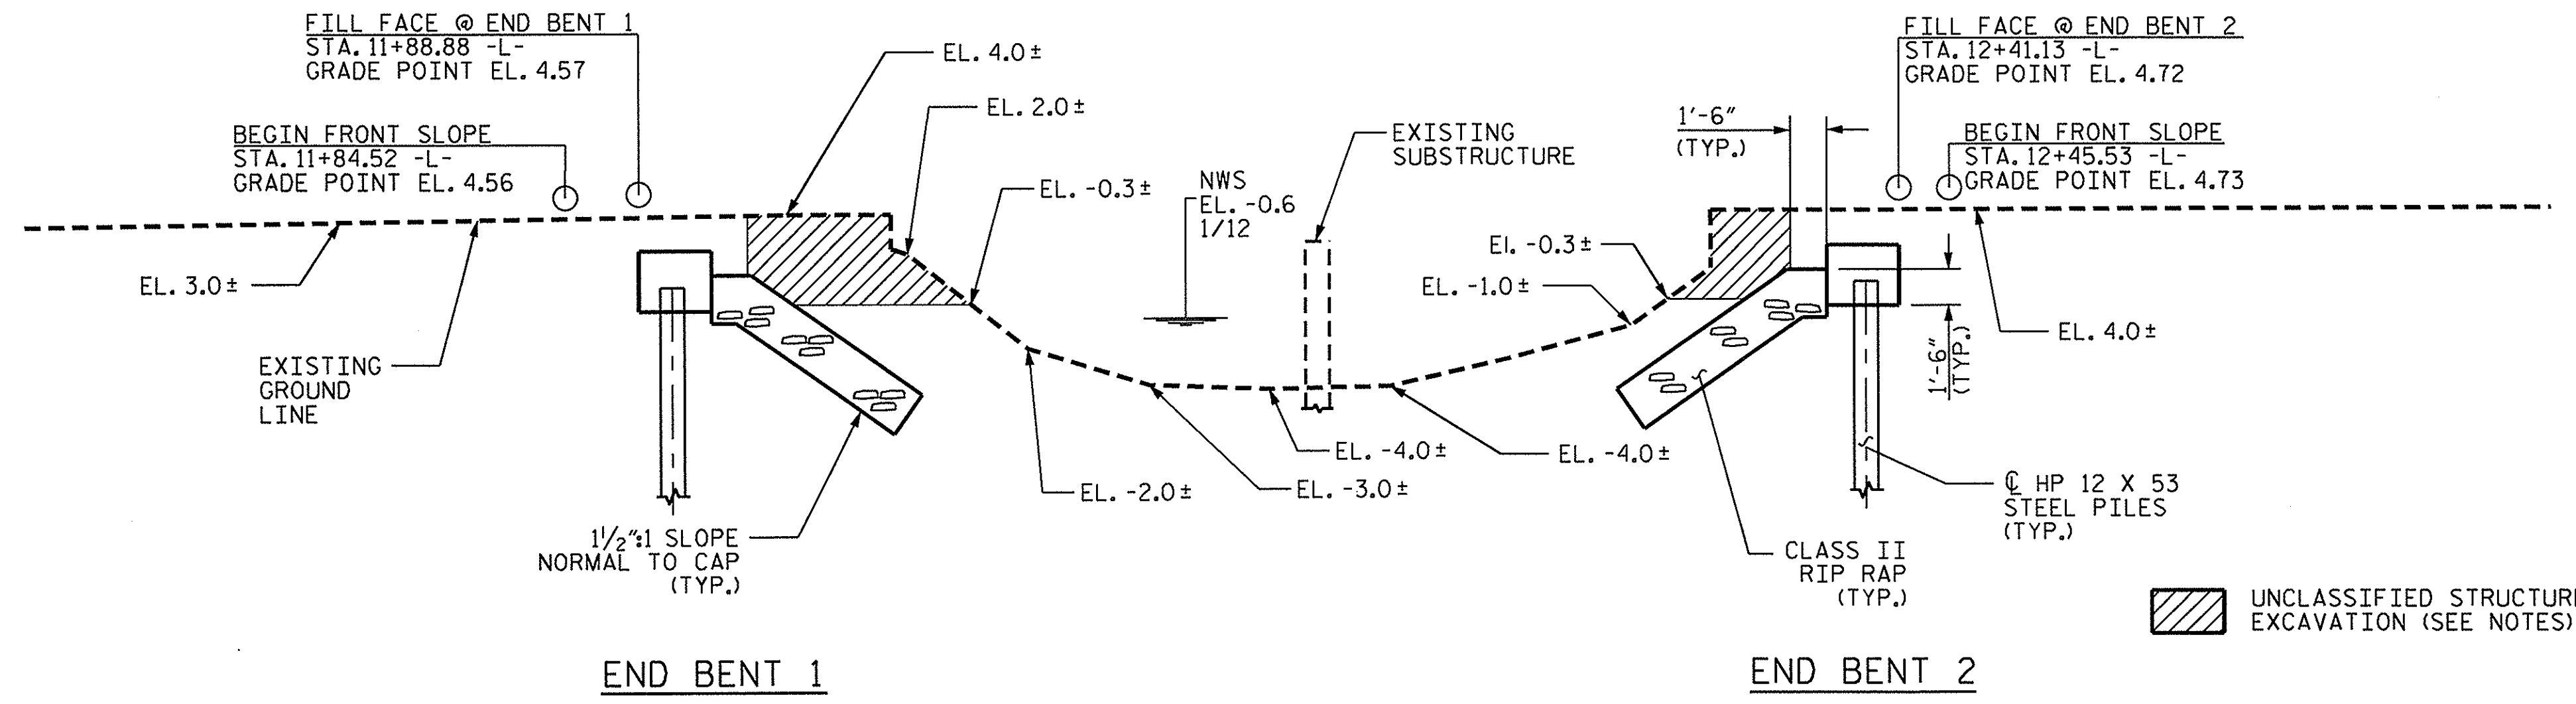 FILL FACE @ END BENT 1
STA. 11+88.88 -L-
GRADE POINT EL. 4.57
BEGIN FRONT SLOPE
STA. 11+84.52 -L-
GRADE POINT EL. 4.56
EL. 4.0±
EL. 2.0±
EL. -0.3±
NWS
EL. -0.6
1/12
EXISTING
SUBSTRUCTURE
1'-6"
(TYP.)
FILL FACE @ END BENT 2
STA. 12+41.13 -L-
GRADE POINT EL. 4.72
BEGIN FRONT SLOPE
STA. 12+45.53 -L-
GRADE POINT EL. 4.73
EL. 3.0±
EXISTING
GROUND
LINE
El. -0.3±
EL. -1.0±
EL. 4.0±
1'-6"
(TYP.)
EL. -2.0±
EL. -3.0±
EL. -4.0±
EL. -4.0±
1 1/2":1 SLOPE
NORMAL TO CAP
(TYP.)
CLASS II
RIP RAP
(TYP.)
℄ HP 12 X 53
STEEL PILES
(TYP.)
UNCLASSIFIED STRUCTURE
EXCAVATION (SEE NOTES)
END BENT 1
END BENT 2